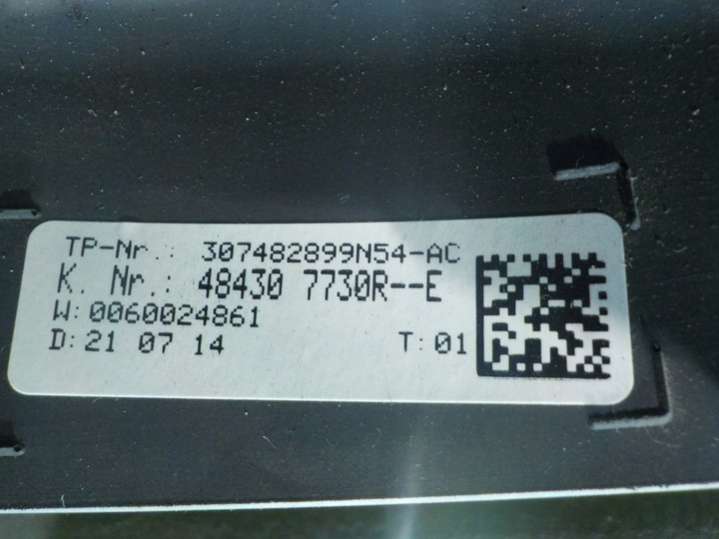 TP-Nr.: 307482899N54-AC
K. Nr.: 48430 7730R--E
W:0060024861
D:21 07 14 T:01